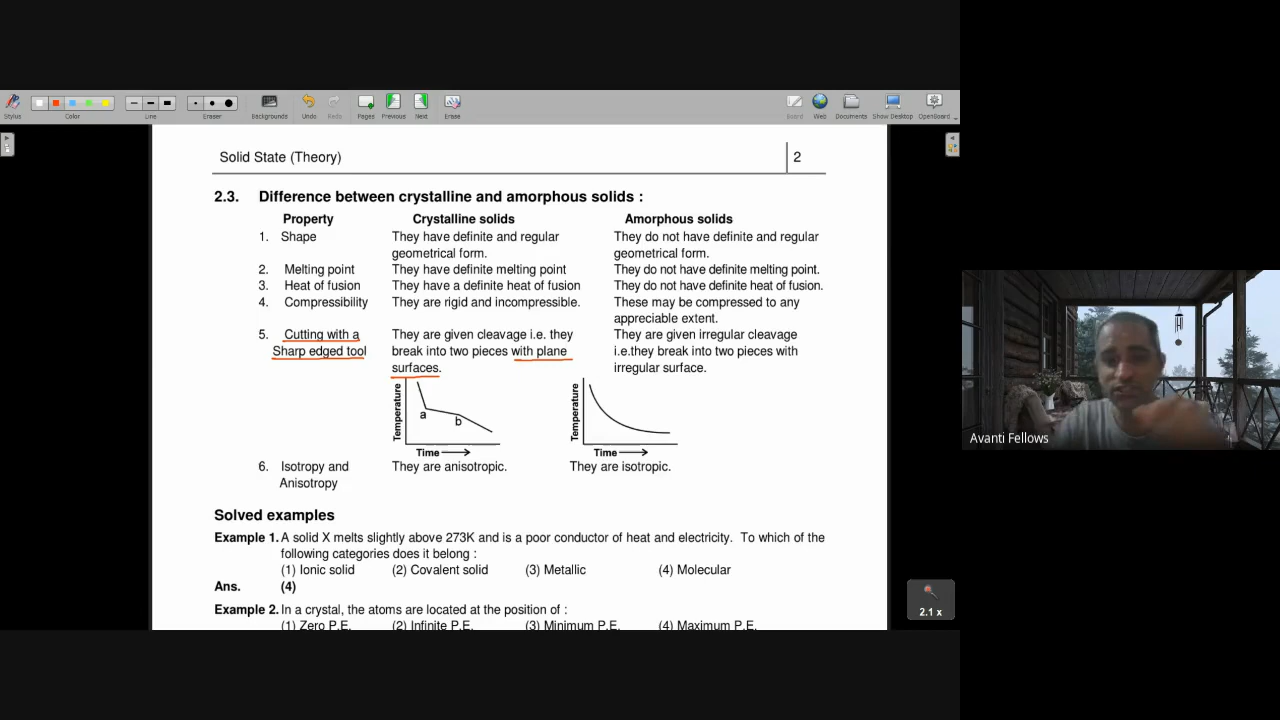 Stylus
Color
Line
Eraser
Backgrounds
Undo
Redo
Pages
Previous
Next
Erase
Board
Web
Documents
Show Desktop
OpenBoard
Solid State (Theory) 2
2.3. Difference between crystalline and amorphous solids :
Property Crystalline solids Amorphous solids
1. Shape They have definite and regular They do not have definite and regular
geometrical form. geometrical form.
2. Melting point They have definite melting point They do not have definite melting point.
3. Heat of fusion They have a definite heat of fusion They do not have definite heat of fusion.
4. Compressibility They are rigid and incompressible. These may be compressed to any
appreciable extent.
5. Cutting with a They are given cleavage i.e. they They are given irregular cleavage
Sharp edged tool break into two pieces with plane i.e.they break into two pieces with
surfaces. irregular surface.
Temperature a b Temperature
Time Time
6. Isotropy and They are anisotropic. They are isotropic.
Anisotropy
Solved examples
Example 1. A solid X melts slightly above 273K and is a poor conductor of heat and electricity. To which of the
following categories does it belong :
(1) Ionic solid (2) Covalent solid (3) Metallic (4) Molecular
Ans. (4)
Example 2. In a crystal, the atoms are located at the position of :
(1) Zero P.E. (2) Infinite P.E. (3) Minimum P.E. (4) Maximum P.E.
2.1 x
Avanti Fellows